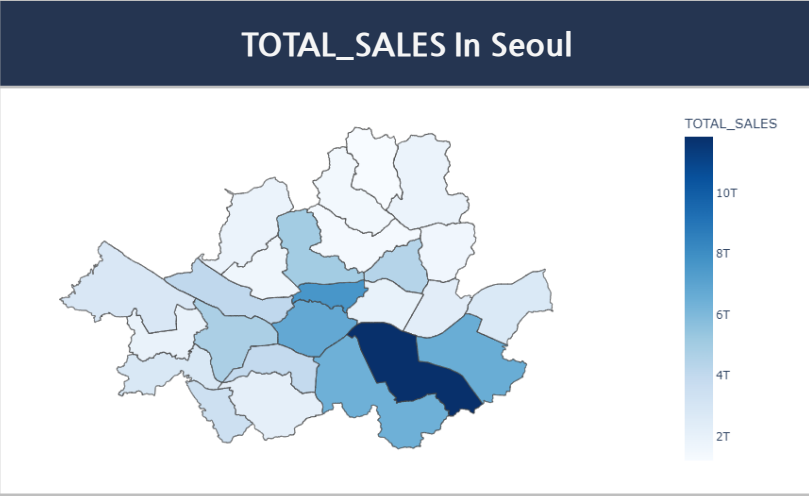 TOTAL_SALES In Seoul
TOTAL_SALES
10T
8T
6T
4T
2T